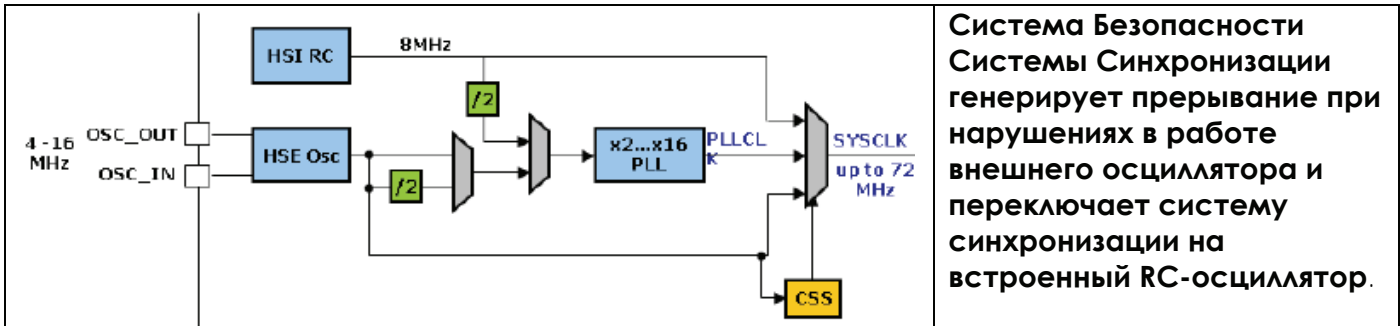 HSI RC
8MHz
/2
4 -16
MHz
OSC_OUT
OSC_IN
HSE Osc
/2
x2...x16
PLL
PLLCL
K
SYSCLK
up to 72
MHz
CSS
Система Безопасности
Системы Синхронизации
генерирует прерывание при
нарушениях в работе
внешнего осциллятора и
переключает систему
синхронизации на
встроенный RC-осциллятор.